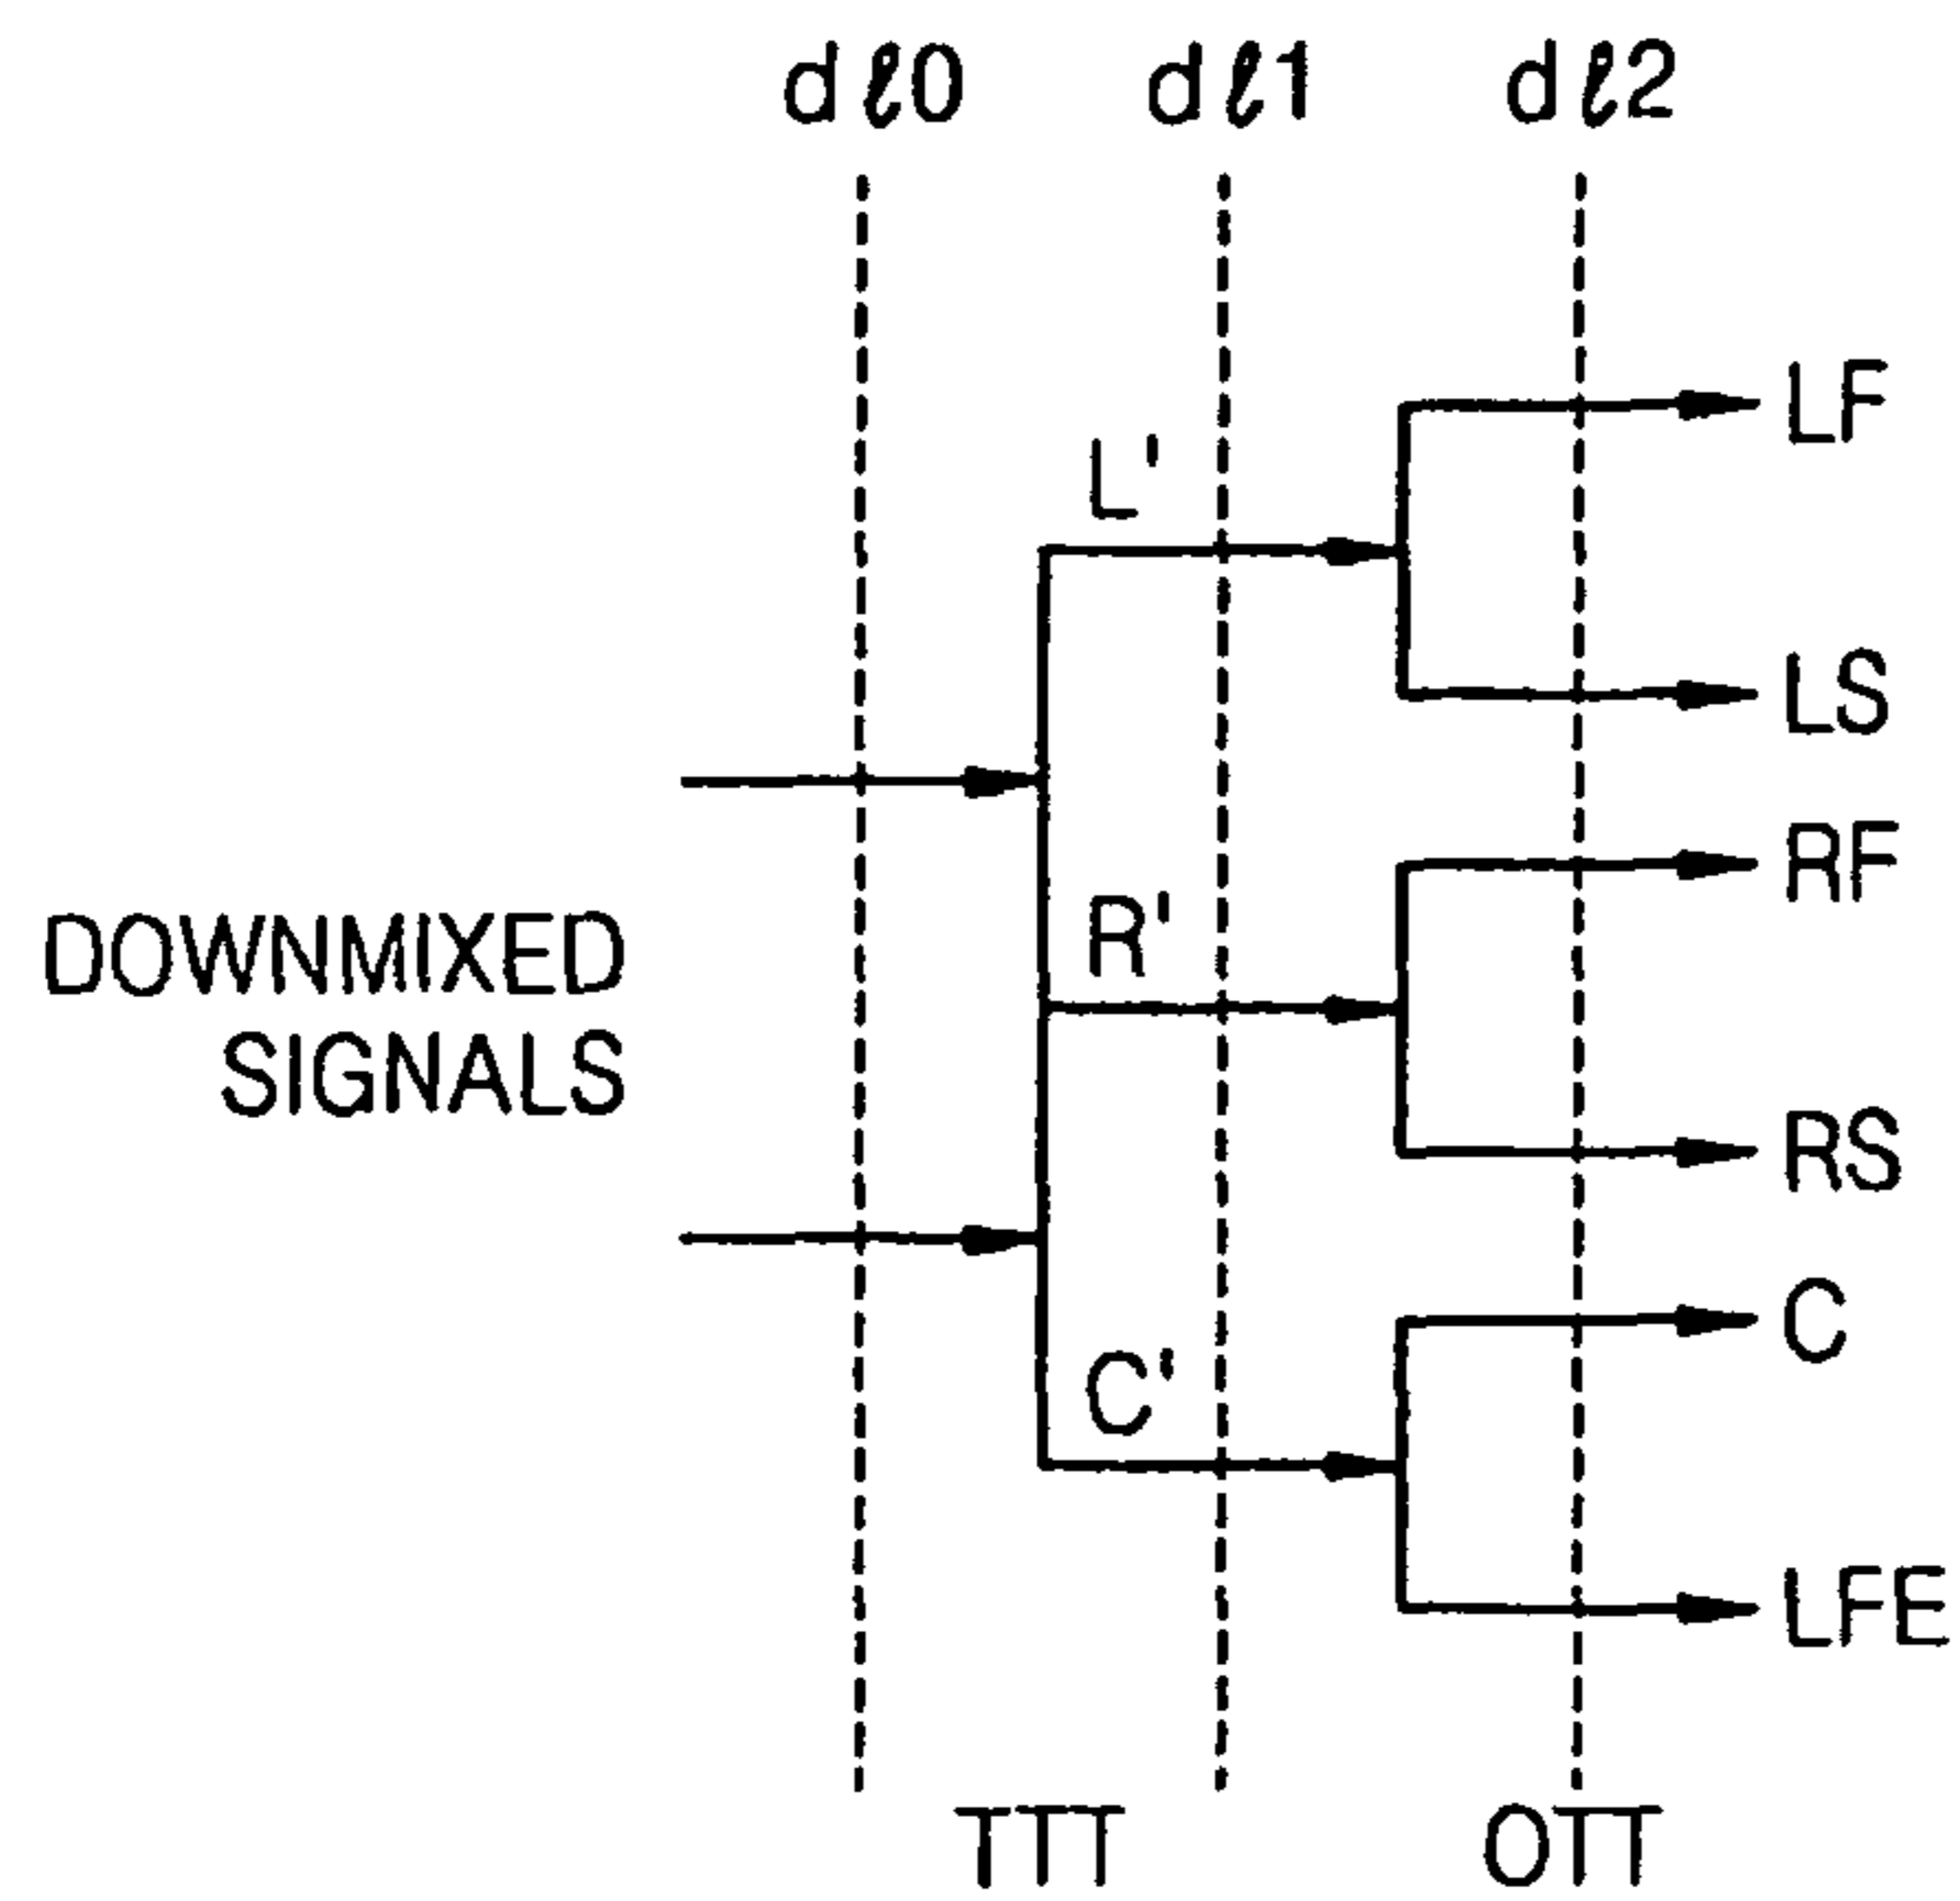 dℓ0 dℓ1 dℓ2
LF
L'
LS
RF
R'
DOWNMIXED
SIGNALS
RS
C
C'
LFE
TTT OTT